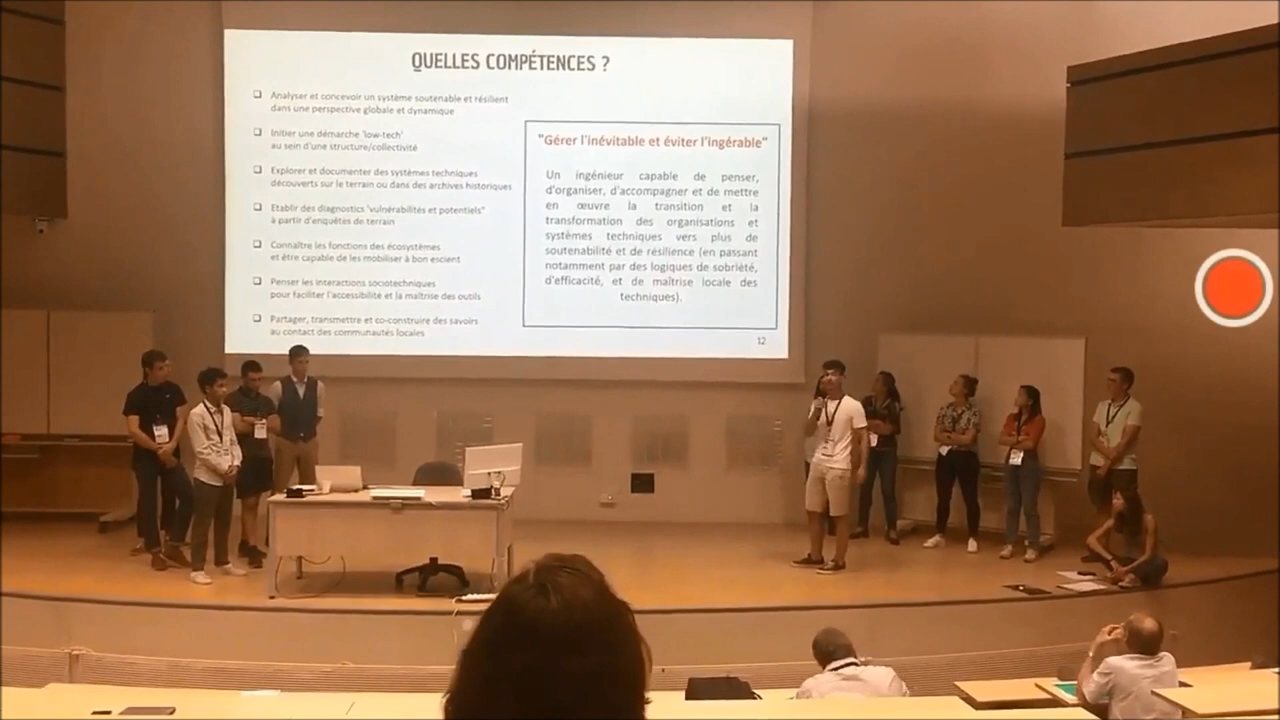 QUELLES COMPÉTENCES ?
Analyser et concevoir un système soutenable et résilient
dans une perspective globale et dynamique
Initier une démarche 'low-tech'
au sein d'une structure/collectivité
Explorer et documenter des systèmes techniques
découverts sur le terrain ou dans des archives historiques
Etablir des diagnostics "vulnérabilités et potentiels"
à partir d'enquêtes de terrain
Connaître les fonctions des écosystèmes
et être capable de les mobiliser à bon escient
Penser les interactions sociotechniques
pour faciliter l'accessibilité et la maîtrise des outils
Partager, transmettre et co-construire des savoirs
au contact des communautés locales
"Gérer l'inévitable et éviter l'ingérable"
Un ingénieur capable de penser,
d'organiser, d'accompagner et de mettre
en œuvre la transition et la
transformation des organisations et
systèmes techniques vers plus de
soutenabilité et de résilience (en passant
notamment par des logiques de sobriété,
d'efficacité, et de maîtrise locale des
techniques).
12